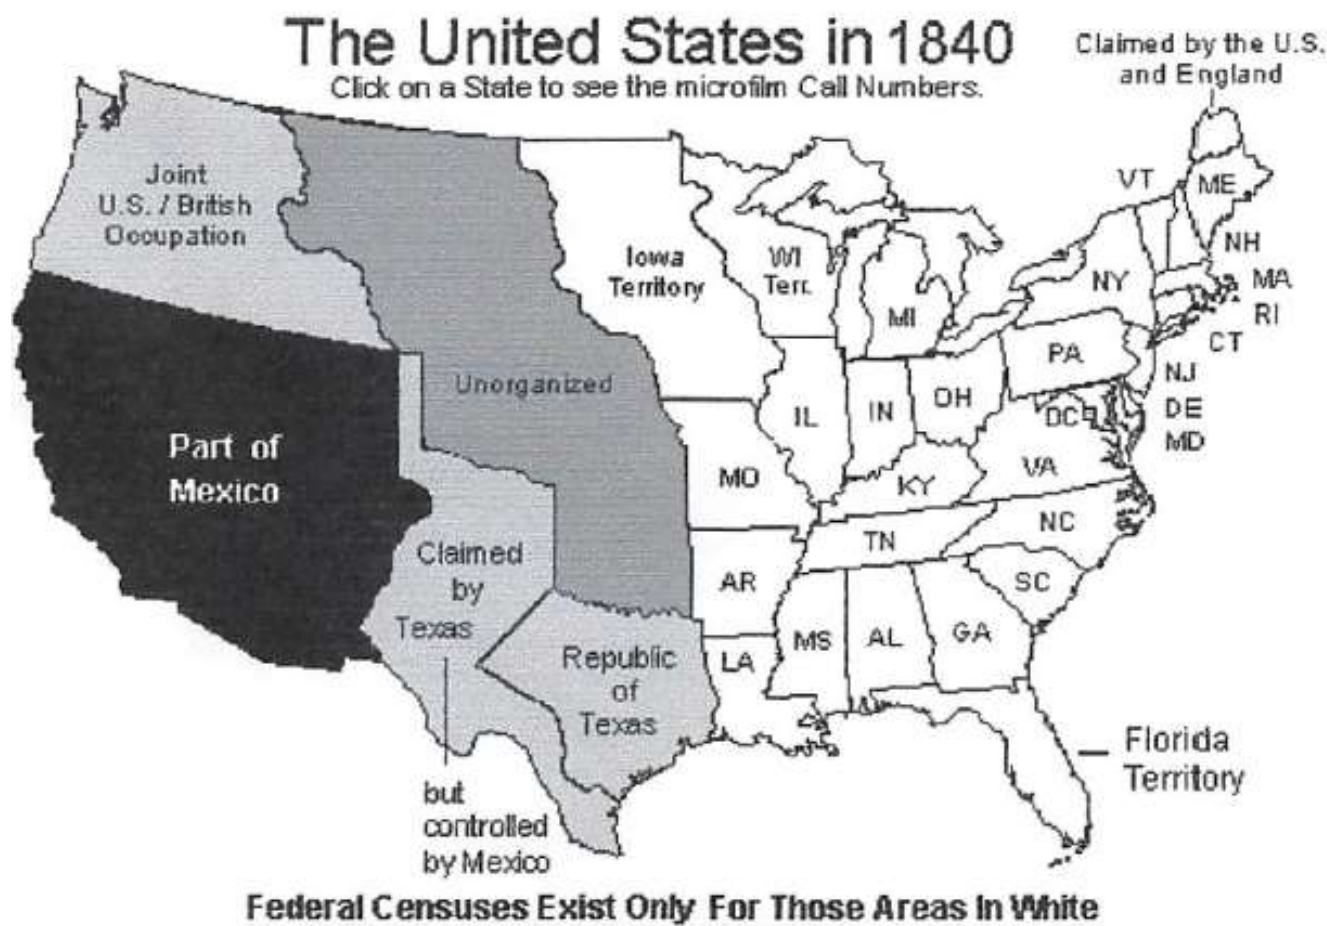 The United States in 1840
Click on a State to see the microfilm Call Numbers.
Claimed by the U.S.
and England
Joint
U.S. / British
Occupation
Iowa
Territory
WI
Terr.
MI
VT
ME
NH
MA
RI
CT
NY
PA
NJ
DE
MD
DC
Unorganized
IL
IN
OH
Part of
Mexico
MO
KY
VA
NC
TN
SC
Claimed
by
Texas
AR
MS
AL
GA
LA
Republic
of
Texas
Florida
Territory
but
controlled
by Mexico
Federal Censuses Exist Only For Those Areas In White